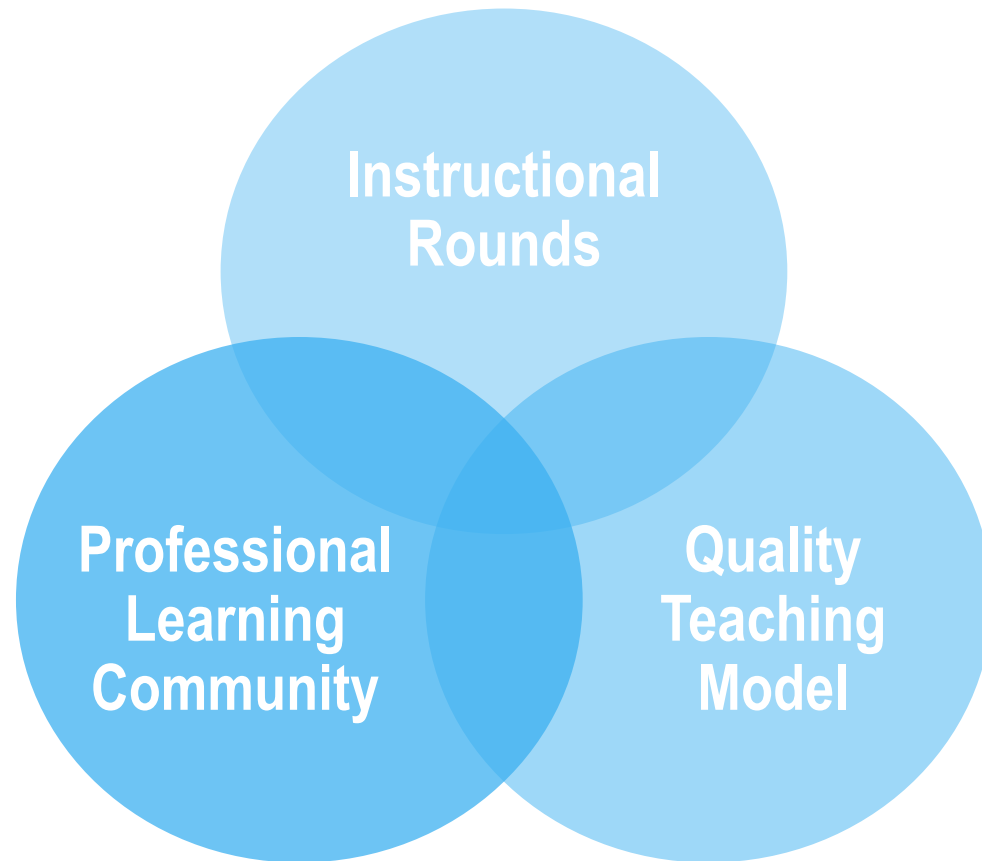 Instructional
Rounds
Professional
Learning
Community
Quality
Teaching
Model